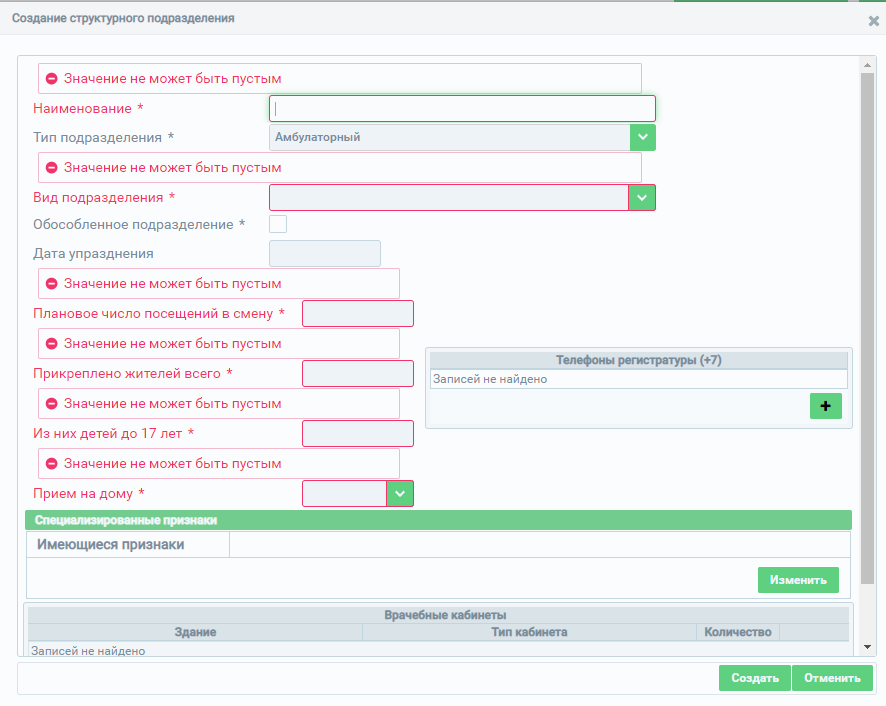 Создание структурного подразделения
Значение не может быть пустым
Наименование *
Тип подразделения * Амбулаторный
Значение не может быть пустым
Вид подразделения *
Обособленное подразделение *
Дата упразднения
Значение не может быть пустым
Плановое число посещений в смену *
Значение не может быть пустым
Телефоны регистратуры (+7)
Прикреплено жителей всего *
Записей не найдено
Значение не может быть пустым
+
Из них детей до 17 лет *
Значение не может быть пустым
Прием на дому *
Специализированные признаки
Имеющиеся признаки
Изменить
Врачебные кабинеты
Здание Тип кабинета Количество
Записей не найдено
Создать Отменить